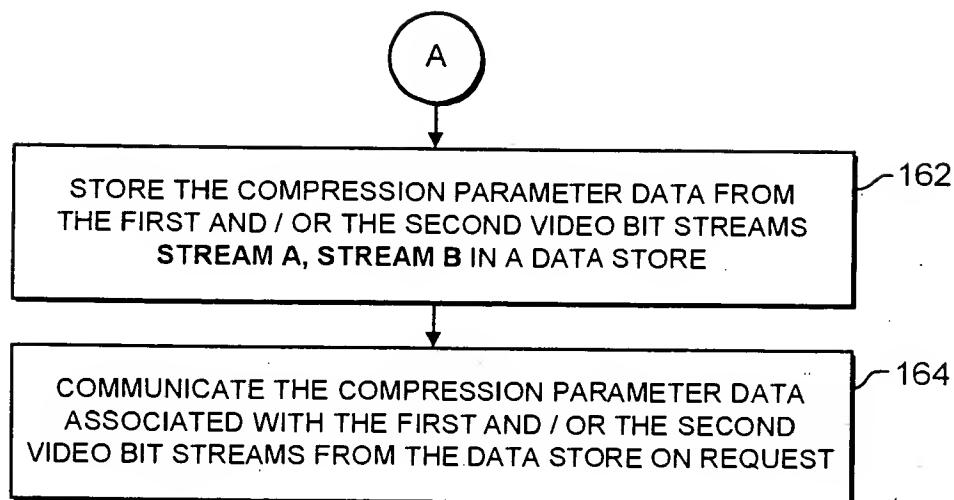 A
STORE THE COMPRESSION PARAMETER DATA FROM
THE FIRST AND / OR THE SECOND VIDEO BIT STREAMS
STREAM A, STREAM B IN A DATA STORE
162
COMMUNICATE THE COMPRESSION PARAMETER DATA
ASSOCIATED WITH THE FIRST AND / OR THE SECOND
VIDEO BIT STREAMS FROM THE DATA STORE ON REQUEST
164